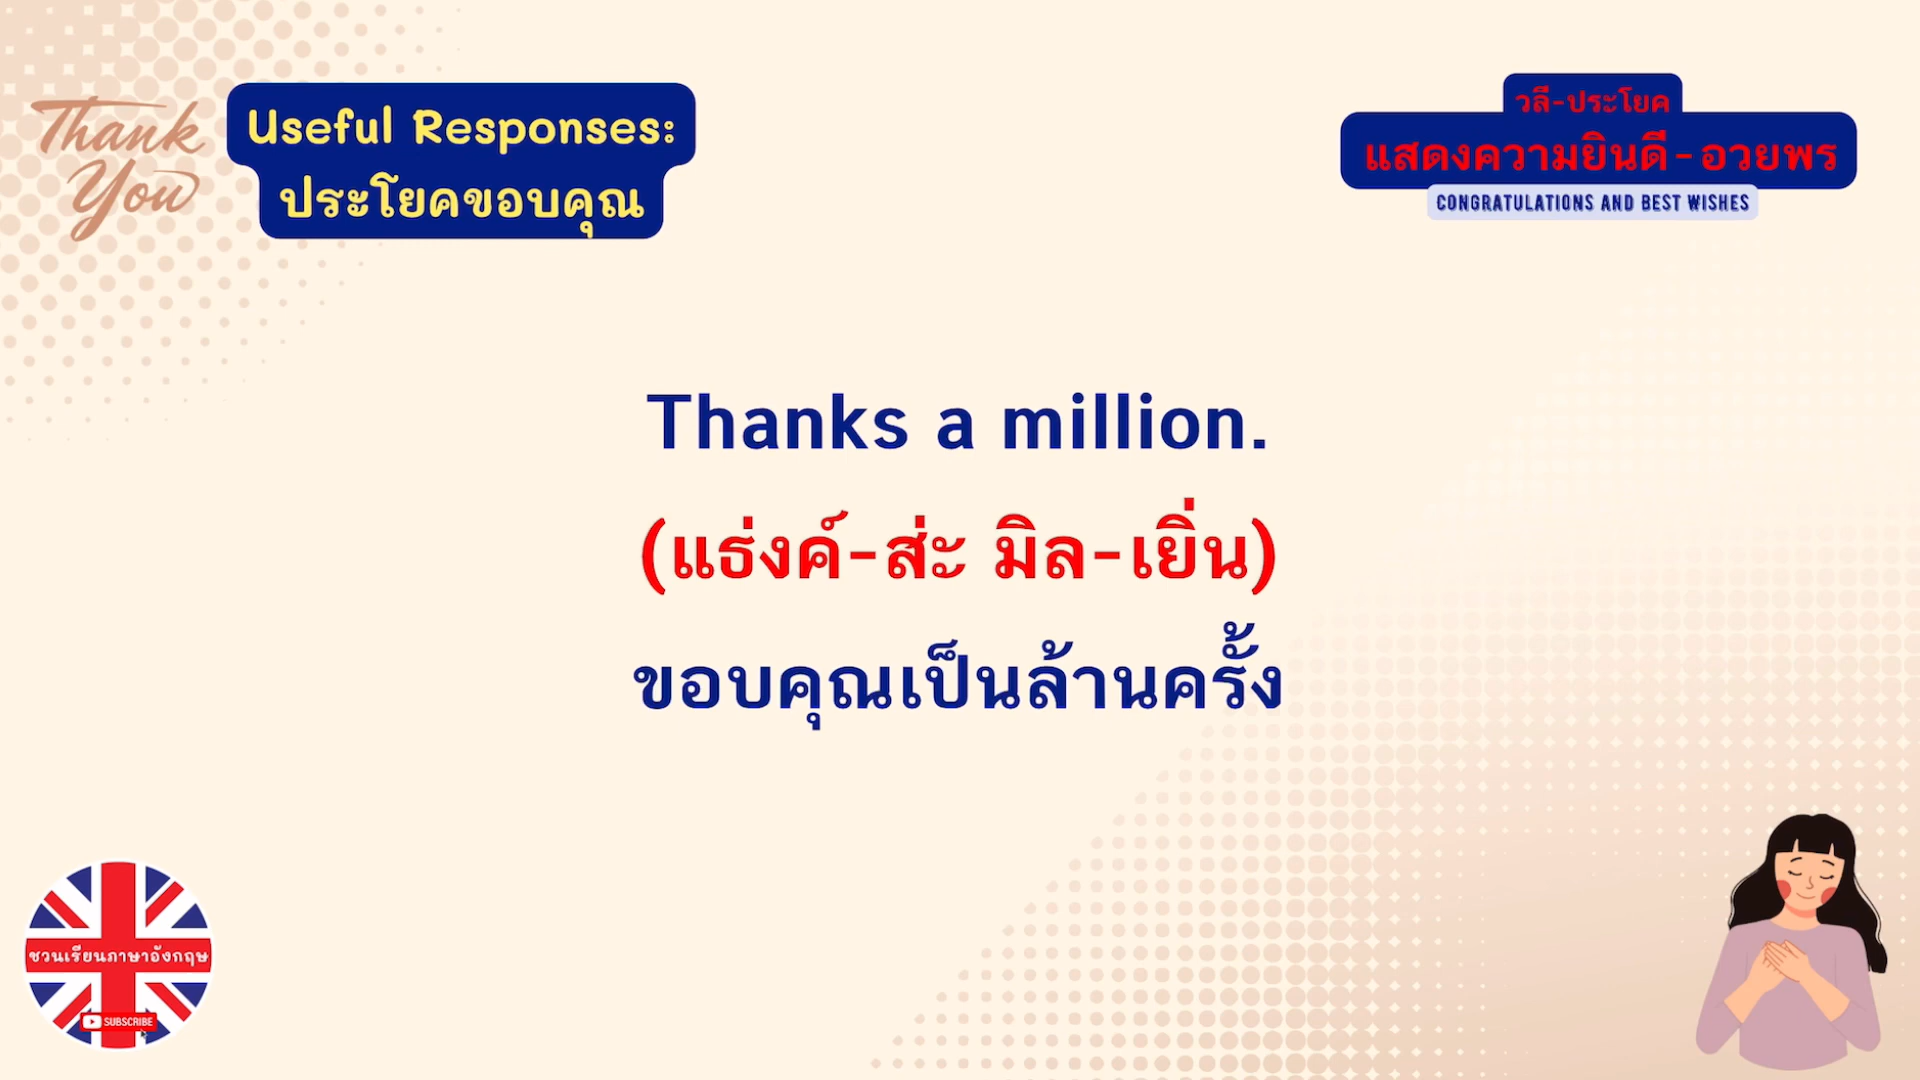 Thank
You
Useful Responses:
ประโยคขอบคุณ
วลี-ประโยค
แสดงความยินดี - อวยพร
CONGRATULATIONS AND BEST WISHES
Thanks a million.
(แธ่งค์-ส่ะ มิล-เยิ่น)
ขอบคุณเป็นล้านครั้ง
ชวนเรียนภาษาอังกฤษ
SUBSCRIBE